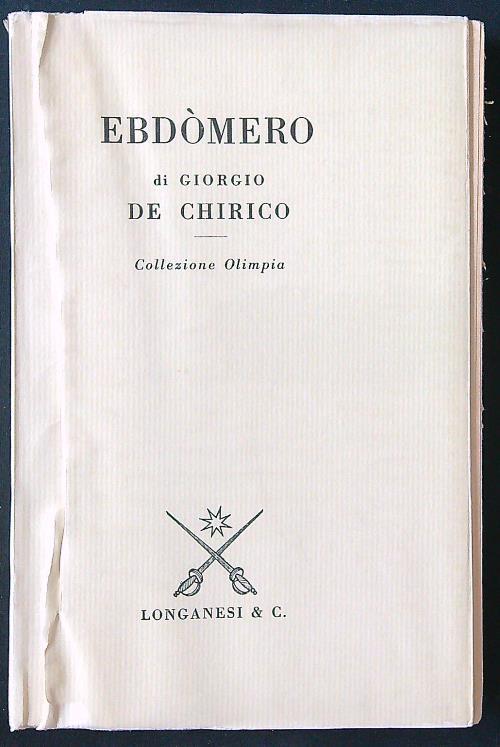 EBDÒMERO
di GIORGIO
DE CHIRICO
Collezione Olimpia
LONGANESI & C.